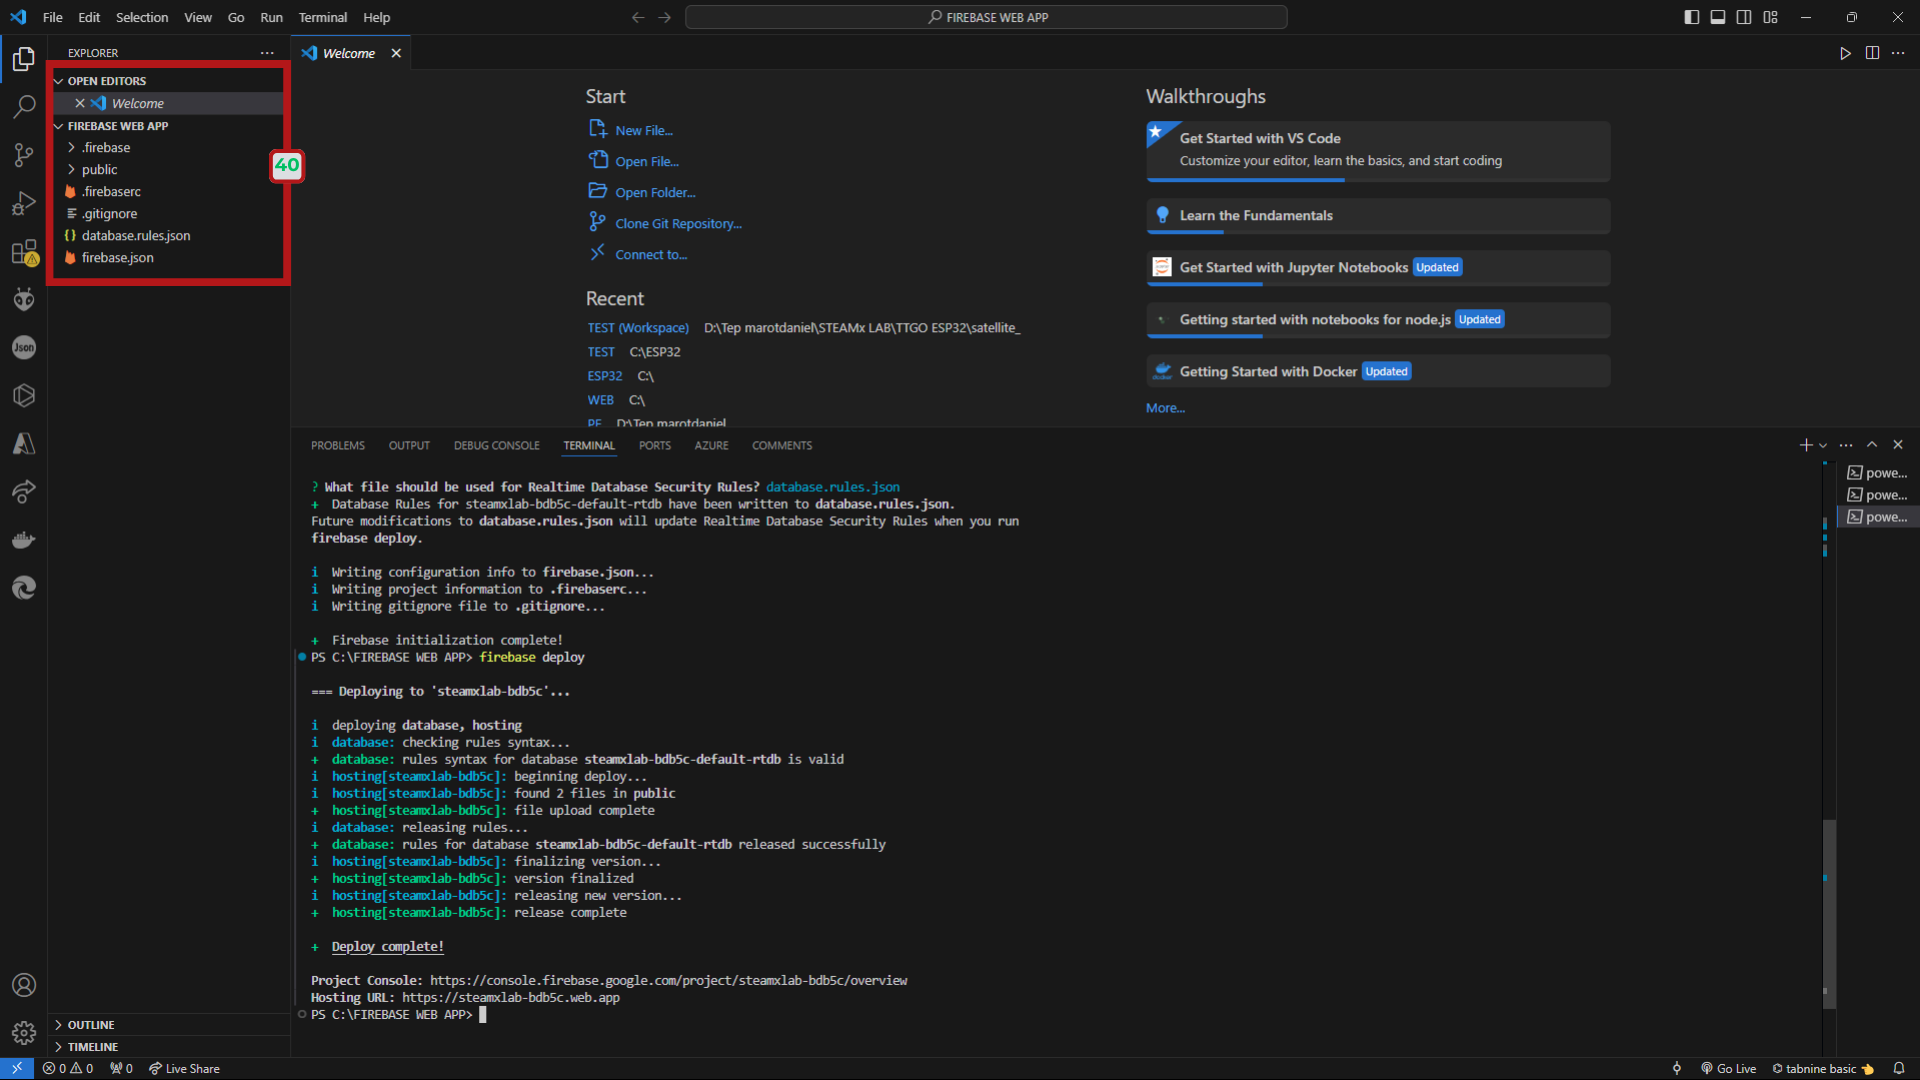 File Edit Selection View Go Run Terminal Help
FIREBASE WEB APP
EXPLORER
OPEN EDITORS
Welcome
FIREBASE WEB APP
.firebase
public
.firebaserc
.gitignore
database.rules.json
firebase.json
40
Json
OUTLINE
TIMELINE
Welcome
Start
New File...
Open File...
Open Folder...
Clone Git Repository...
Connect to...
Recent
TEST (Workspace) D:\Tep marotdaniel\STEAMx LAB\TTGO ESP32\satellite_
TEST C:\ESP32
ESP32 C:\
WEB C:\
PE D:\Tep marotdaniel
Walkthroughs
Get Started with VS Code
Customize your editor, learn the basics, and start coding
Learn the Fundamentals
Get Started with Jupyter Notebooks Updated
Getting started with notebooks for node.js Updated
Getting Started with Docker Updated
More...
PROBLEMS OUTPUT DEBUG CONSOLE TERMINAL PORTS AZURE COMMENTS
powe...
powe...
powe...
? What file should be used for Realtime Database Security Rules? database.rules.json
+ Database Rules for steamxlab-bdb5c-default-rtdb have been written to database.rules.json.
Future modifications to database.rules.json will update Realtime Database Security Rules when you run
firebase deploy.
i Writing configuration info to firebase.json...
i Writing project information to .firebaserc...
i Writing gitignore file to .gitignore...
+ Firebase initialization complete!
PS C:\FIREBASE WEB APP> firebase deploy
=== Deploying to 'steamxlab-bdb5c'...
i deploying database, hosting
i database: checking rules syntax...
+ database: rules syntax for database steamxlab-bdb5c-default-rtdb is valid
i hosting[steamxlab-bdb5c]: beginning deploy...
i hosting[steamxlab-bdb5c]: found 2 files in public
+ hosting[steamxlab-bdb5c]: file upload complete
i database: releasing rules...
+ database: rules for database steamxlab-bdb5c-default-rtdb released successfully
i hosting[steamxlab-bdb5c]: finalizing version...
+ hosting[steamxlab-bdb5c]: version finalized
i hosting[steamxlab-bdb5c]: releasing new version...
+ hosting[steamxlab-bdb5c]: release complete
+ Deploy complete!
Project Console: https://console.firebase.google.com/project/steamxlab-bdb5c/overview
Hosting URL: https://steamxlab-bdb5c.web.app
PS C:\FIREBASE WEB APP>
0 0 0 Live Share
Go Live tabnine basic